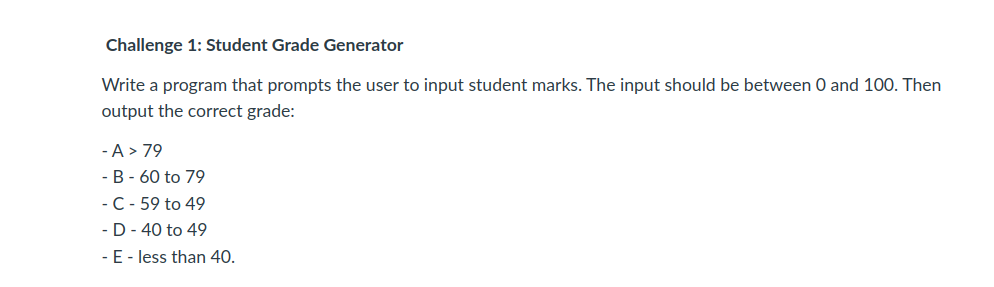 Challenge 1: Student Grade Generator
Write a program that prompts the user to input student marks. The input should be between 0 and 100. Then
output the correct grade:
- A > 79
- B - 60 to 79
- C - 59 to 49
- D - 40 to 49
- E - less than 40.